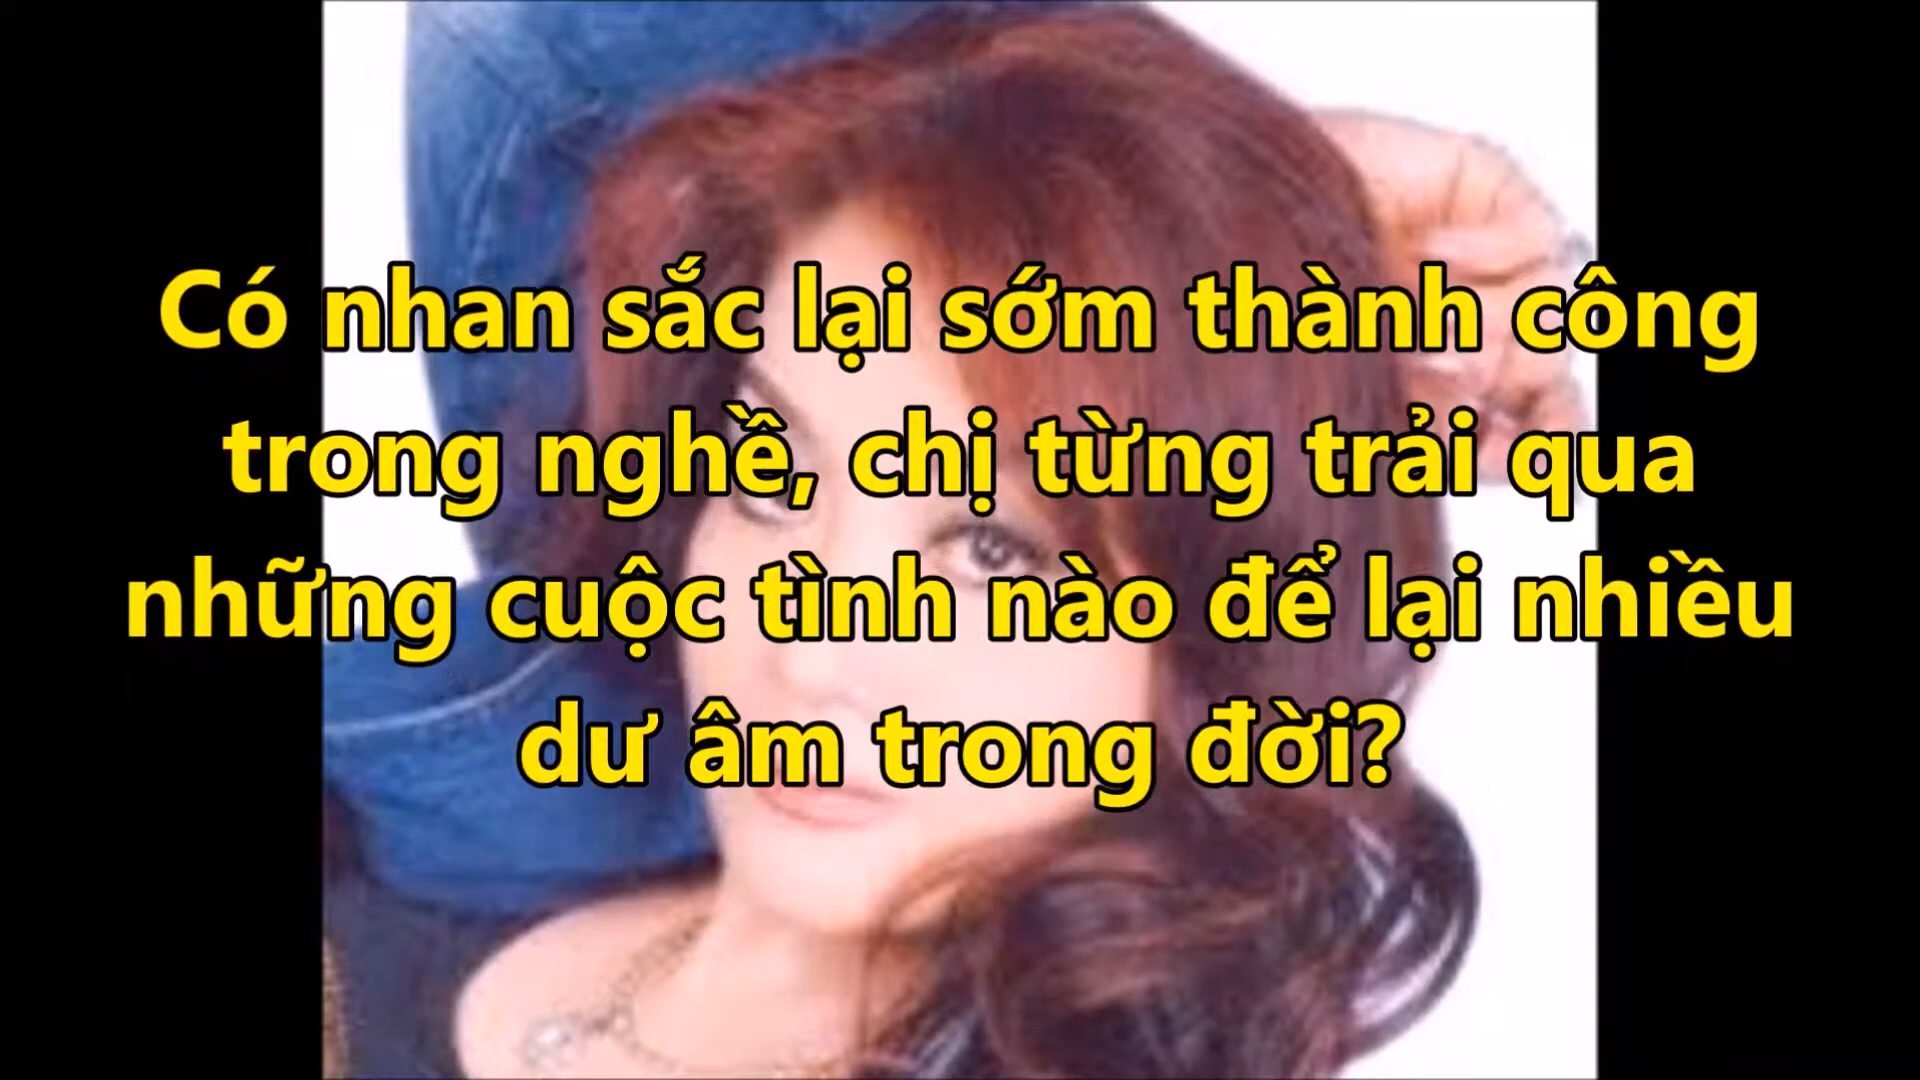 Có nhan sắc lại sớm thành công
trong nghề, chị từng trải qua
những cuộc tình nào để lại nhiều
dư âm trong đời?